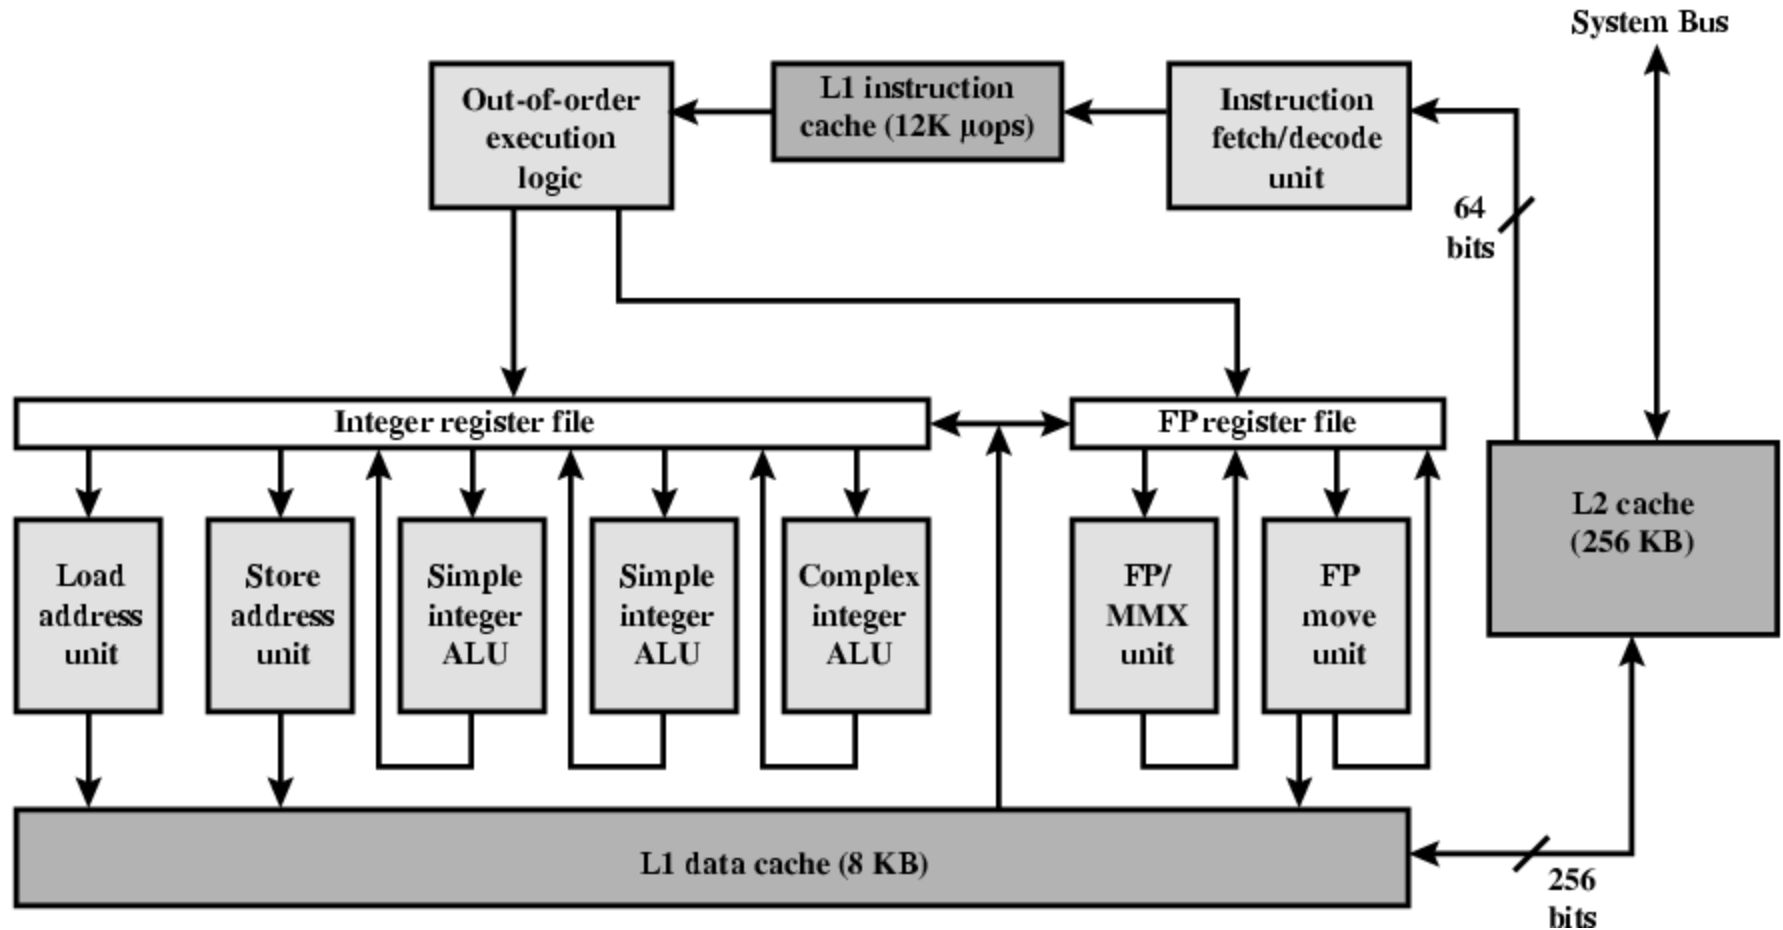 System Bus
Out-of-order
execution
logic
L1 instruction
cache (12K µops)
Instruction
fetch/decode
unit
64
bits
Integer register file
FP register file
L2 cache
(256 KB)
Load
address
unit
Store
address
unit
Simple
integer
ALU
Simple
integer
ALU
Complex
integer
ALU
FP/
MMX
unit
FP
move
unit
L1 data cache (8 KB)
256
bits